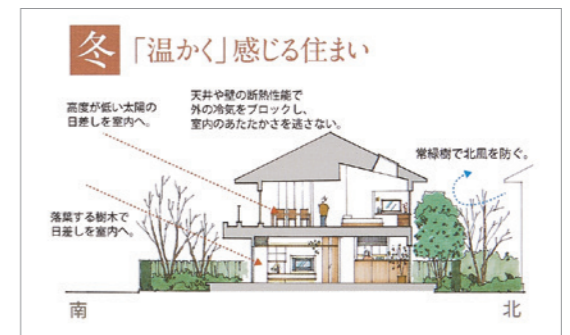 冬「温かく」感じる住まい
高度が低い太陽の
日差しを室内へ。
天井や壁の断熱性能で
外の冷気をブロックし、
室内のあたたかさを逃さない。
常緑樹で北風を防ぐ。
落葉する樹木で
日差しを室内へ。
南
北